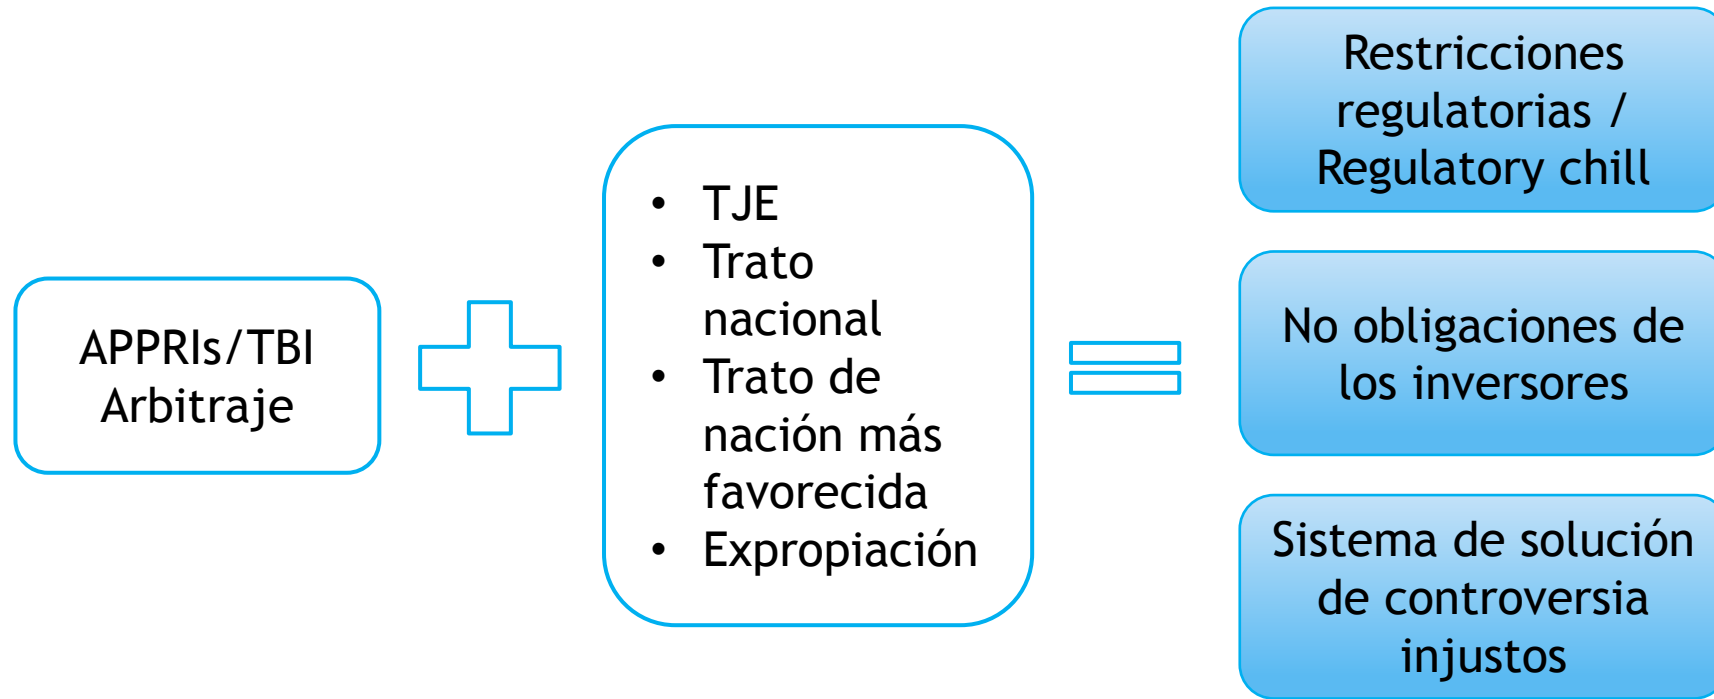 APPRIs/TBI
Arbitraje
• TJE
• Trato
nacional
• Trato de
nación más
favorecida
• Expropiación
Restricciones
regulatorias /
Regulatory chill
No obligaciones de
los inversores
Sistema de solución
de controversia
injustos